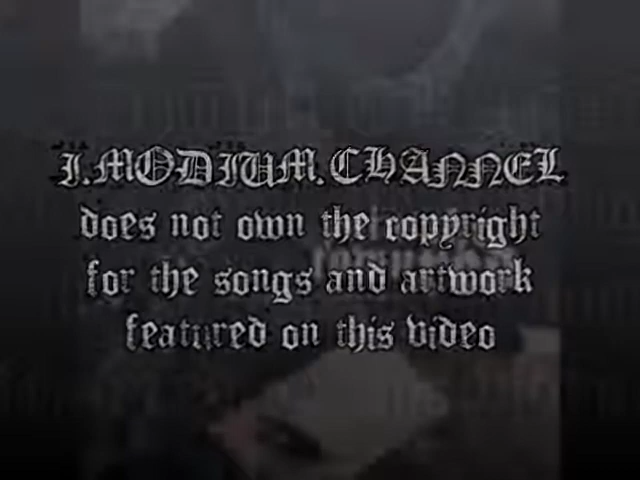 I.MODIUM.CHANNEL
does not own the copyright
for the songs and artwork
featured on this video